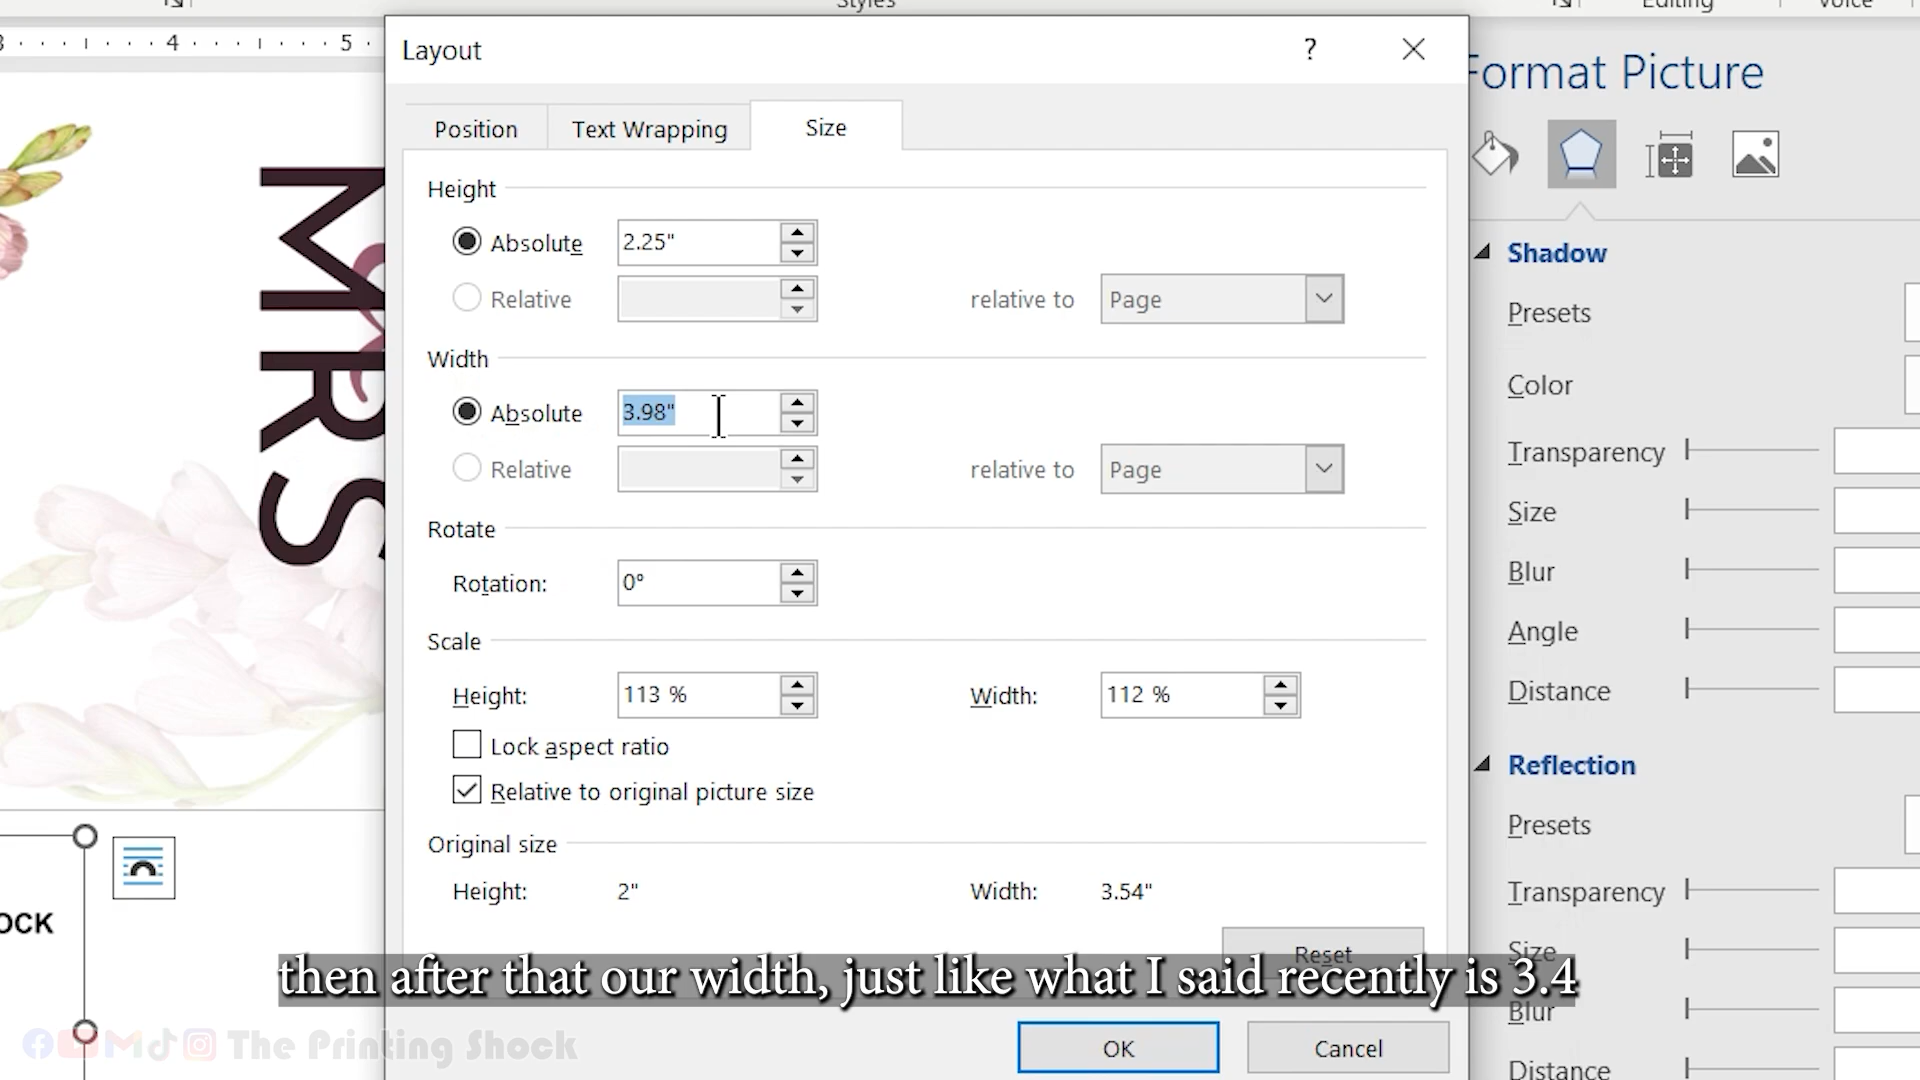 Styles
Editing
Voice
3 4 5
Layout
?
Position
Text Wrapping
Size
Height
Absolute
2.25"
Relative
relative to
Page
Width
Absolute
3.98"
Relative
relative to
Page
Rotate
Rotation:
0°
Scale
Height:
113 %
Width:
112 %
Lock aspect ratio
Relative to original picture size
Original size
Height:
2"
Width:
3.54"
Reset
OK
Cancel
MRS
OCK
Format Picture
Shadow
Presets
Color
Transparency
Size
Blur
Angle
Distance
Reflection
Presets
Transparency
Size
Blur
Distance
then after that our width, just like what I said recently is 3.4
The Printing Shock